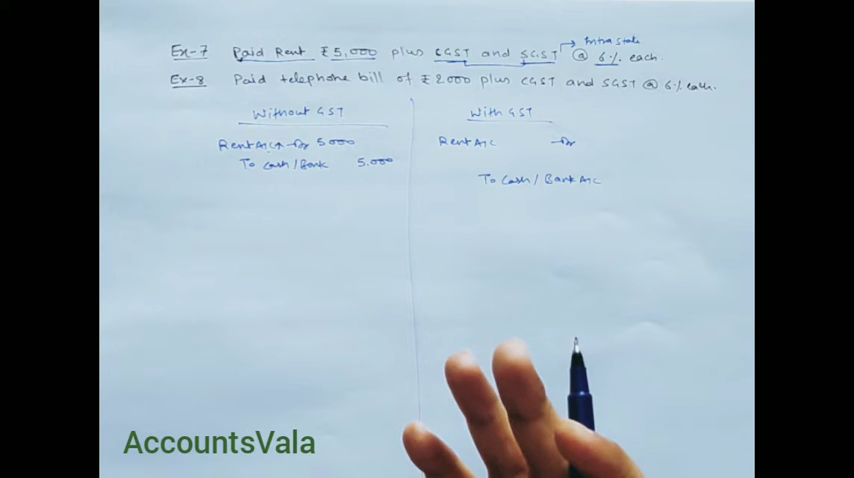 Ex-7 Paid Rent ₹5,000 plus CGST and SGST → Intra State @ 6% each.
Ex-8 Paid telephone bill of ₹2000 plus CGST and SGST @ 6% each.
Without GST
Rent A/C → Dr 5000
To Cash/Bank 5,000
With GST
Rent A/C → Dr
To Cash/Bank A/C
AccountsVala